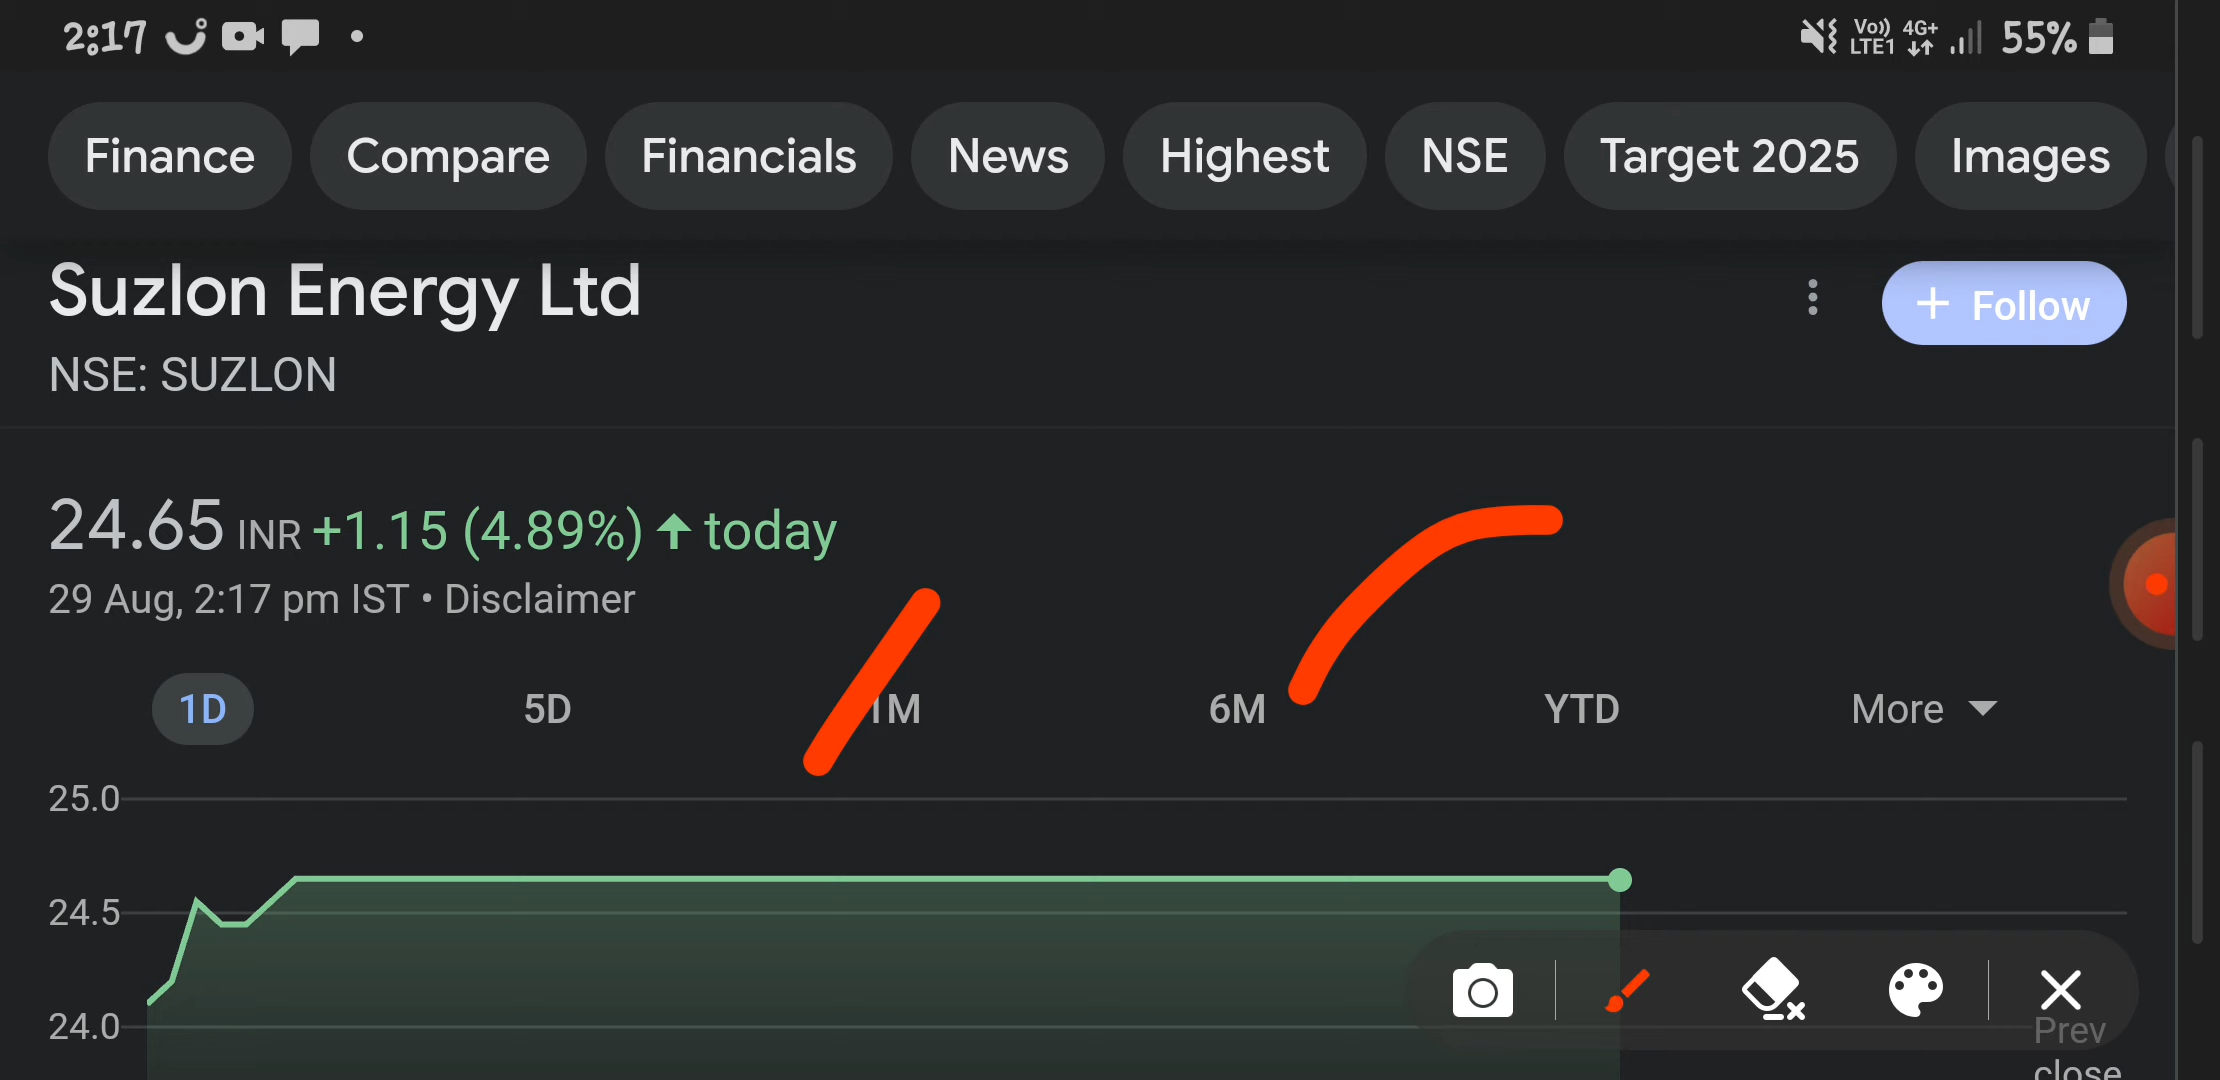 2:17 Vo)) LTE1 4G+ 55%
Finance Compare Financials News Highest NSE Target 2025 Images
Suzlon Energy Ltd
+ Follow
NSE: SUZLON
24.65 INR +1.15 (4.89%) ↑ today
29 Aug, 2:17 pm IST • Disclaimer
1D 5D 1M 6M YTD More
25.0
24.5
24.0
Prev
close